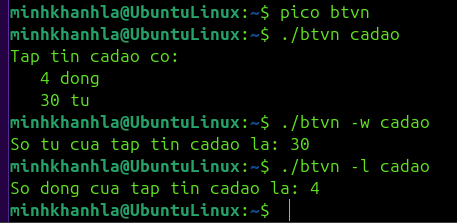 minhkhanhla@UbuntuLinux:~$ pico btvn
minhkhanhla@UbuntuLinux:~$ ./btvn cadao
Tap tin cadao co:
   4 dong
   30 tu
minhkhanhla@UbuntuLinux:~$ ./btvn -w cadao
So tu cua tap tin cadao la: 30
minhkhanhla@UbuntuLinux:~$ ./btvn -l cadao
So dong cua tap tin cadao la: 4
minhkhanhla@UbuntuLinux:~$